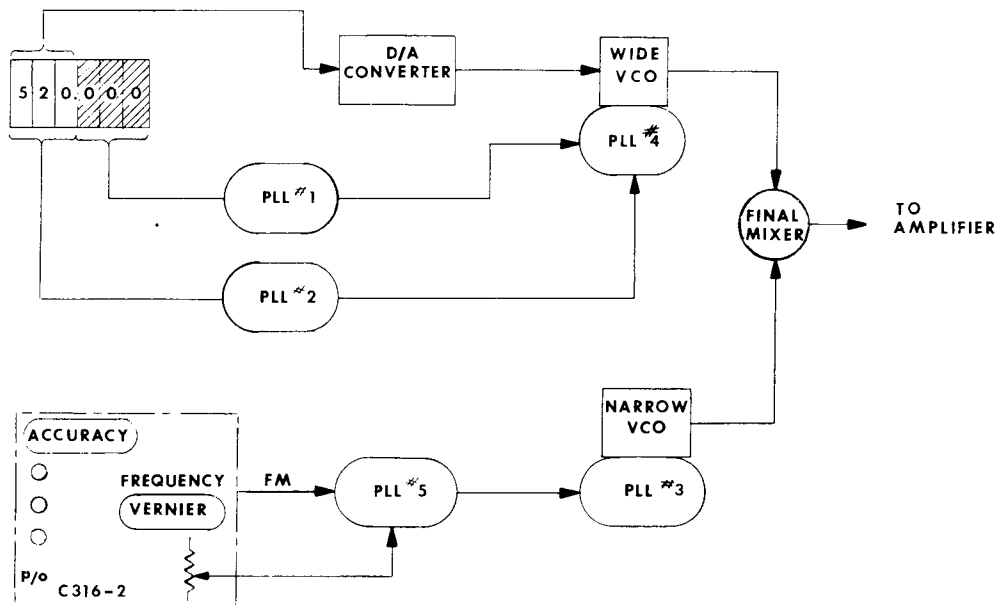 D/A
CONVERTER
WIDE
VCO
520.000
PLL #4
PLL #1
FINAL
MIXER
TO
AMPLIFIER
PLL #2
NARROW
VCO
ACCURACY
FREQUENCY
VERNIER
FM
PLL #5
PLL #3
p/o C316-2